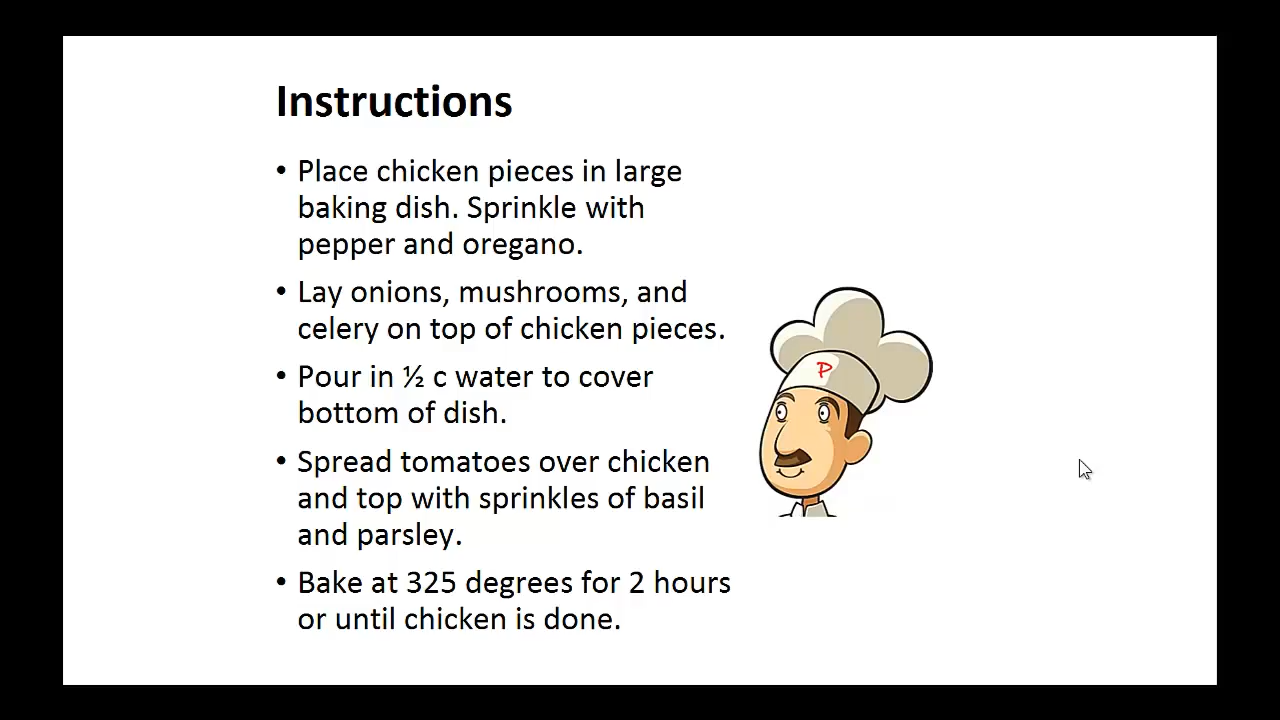 Instructions
• Place chicken pieces in large
baking dish. Sprinkle with
pepper and oregano.
• Lay onions, mushrooms, and
celery on top of chicken pieces.
• Pour in ½ c water to cover
bottom of dish.
• Spread tomatoes over chicken
and top with sprinkles of basil
and parsley.
• Bake at 325 degrees for 2 hours
or until chicken is done.
P